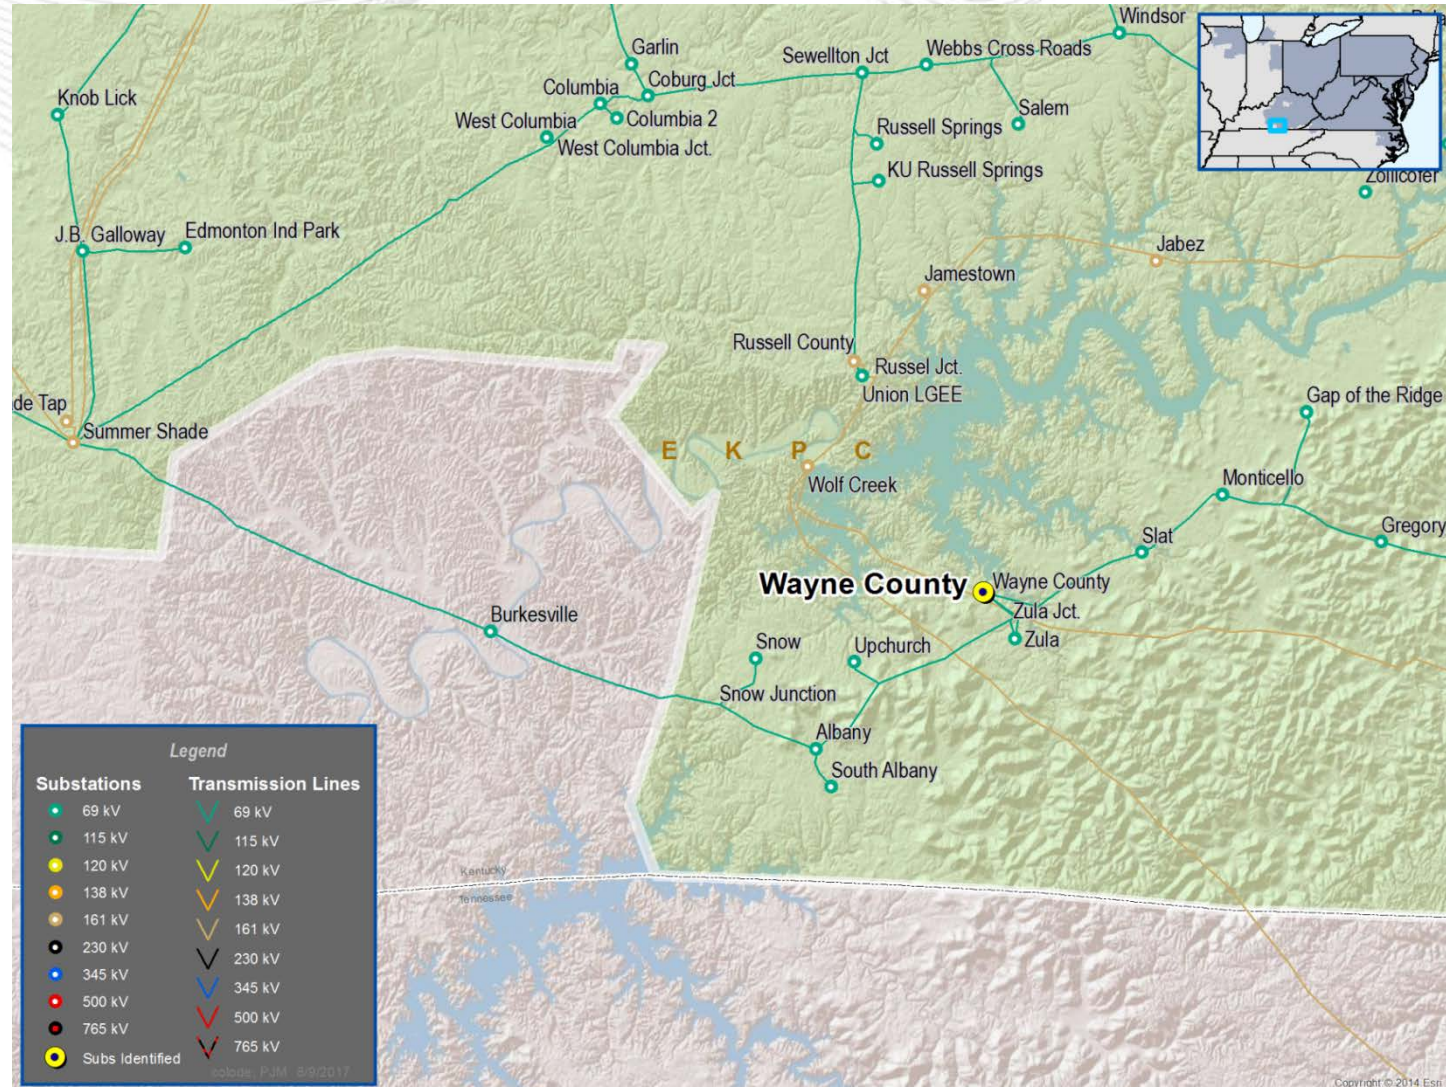 Windsor
Garlin
Sewellton Jct
Webbs Cross Roads
Coburg Jct
Columbia
Knob Lick
Columbia 2
West Columbia
West Columbia Jct.
Salem
Russell Springs
KU Russell Springs
Zollicofer
J.B. Galloway
Edmonton Ind Park
Jabez
Jamestown
Russell County
Russel Jct.
Union LGEE
de Tap
Summer Shade
Gap of the Ridge
E K P C
Wolf Creek
Monticello
Gregory
Slat
Wayne County
Wayne County
Zula Jct.
Zula
Burkesville
Snow
Upchurch
Snow Junction
Albany
South Albany
Kentucky
Tennessee
Legend
Substations Transmission Lines
69 kV 69 kV
115 kV 115 kV
120 kV 120 kV
138 kV 138 kV
161 kV 161 kV
230 kV 230 kV
345 kV 345 kV
500 kV 500 kV
765 kV 765 kV
Subs Identified
colode, PJM 8/9/2017
Copyright © 2014 Esri